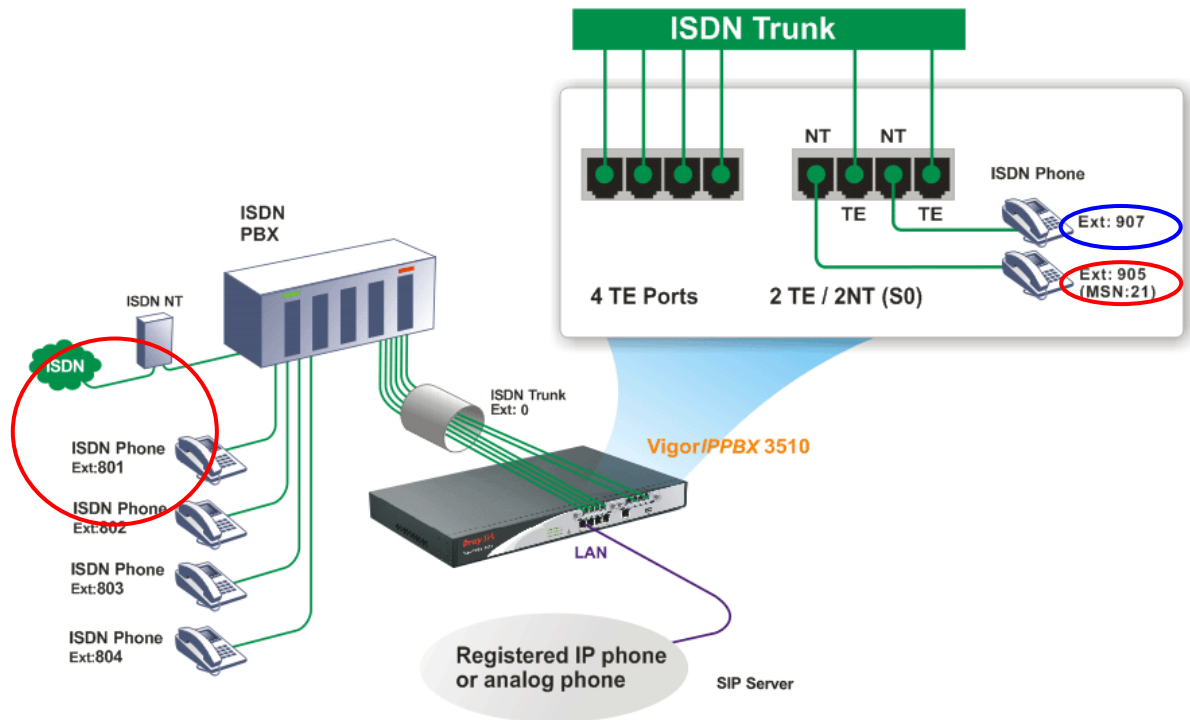 ISDN Trunk
NT
NT
TE
TE
ISDN Phone
Ext: 907
Ext: 905
(MSN:21)
4 TE Ports
2 TE / 2NT (S0)
ISDN
PBX
ISDN NT
ISDN
ISDN Trunk
Ext: 0
VigorIPPBX 3510
ISDN Phone
Ext:801
ISDN Phone
Ext:802
ISDN Phone
Ext:803
ISDN Phone
Ext:804
LAN
Registered IP phone
or analog phone
SIP Server